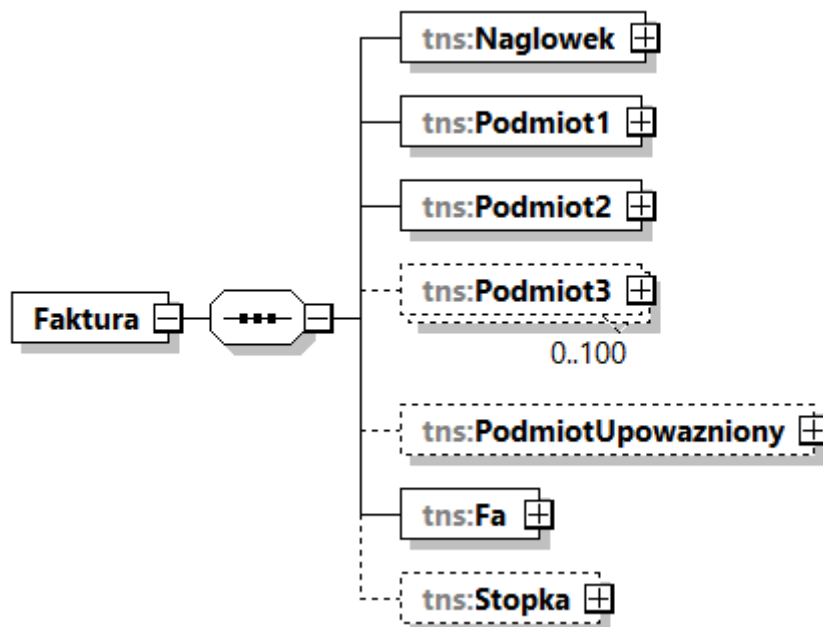 tns:Naglowek
tns:Podmiot1
tns:Podmiot2
tns:Podmiot3
0..100
Faktura
tns:PodmiotUpowazniony
tns:Fa
tns:Stopka